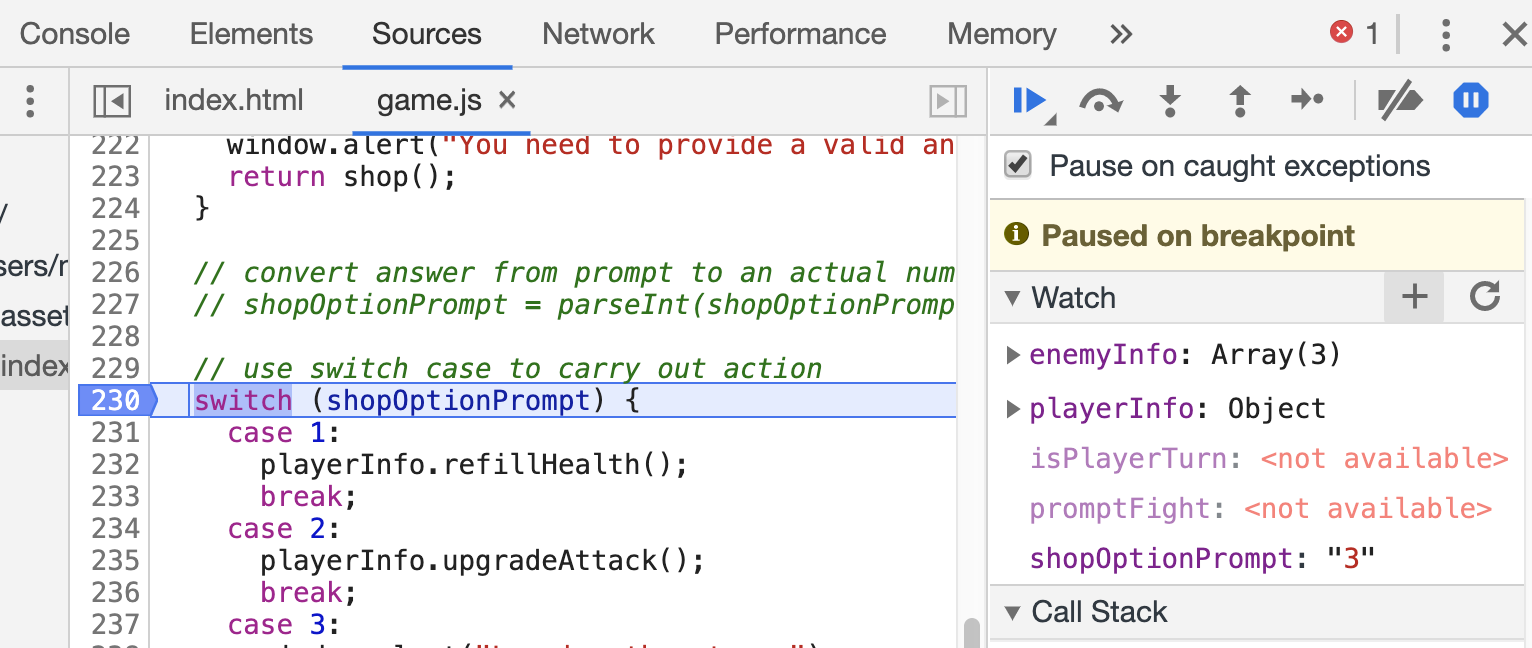 Console Elements Sources Network Performance Memory » 1
index.html game.js ×
Pause on caught exceptions
Paused on breakpoint
Watch
enemyInfo: Array(3)
playerInfo: Object
isPlayerTurn: <not available>
promptFight: <not available>
shopOptionPrompt: "3"
Call Stack
/
sers/r
asset
index
222 window.alert("You need to provide a valid an
223 return shop();
224 }
225
226 // convert answer from prompt to an actual num
227 // shopOptionPrompt = parseInt(shopOptionPromp
228
229 // use switch case to carry out action
230 switch (shopOptionPrompt) {
231 case 1:
232 playerInfo.refillHealth();
233 break;
234 case 2:
235 playerInfo.upgradeAttack();
236 break;
237 case 3: